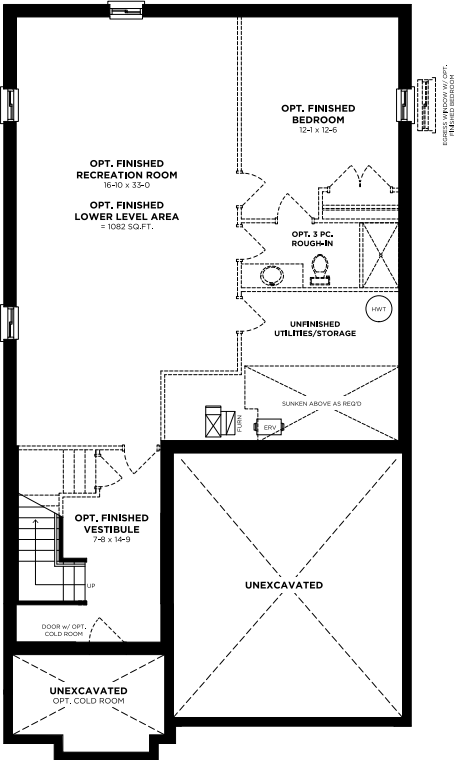 OPT. FINISHED
BEDROOM
12-1 x 12-6
EGRESS WINDOW W/ OPT.
FINISHED BEDROOM
OPT. FINISHED
RECREATION ROOM
16-10 x 33-0
OPT. FINISHED
LOWER LEVEL AREA
= 1082 SQ.FT.
OPT. 3 PC.
ROUGH-IN
HWT
UNFINISHED
UTILITIES/STORAGE
SUNKEN ABOVE AS REQ'D
FURN
ERV
OPT. FINISHED
VESTIBULE
7-8 x 14-9
UP
UNEXCAVATED
DOOR w/ OPT.
COLD ROOM
UNEXCAVATED
OPT. COLD ROOM